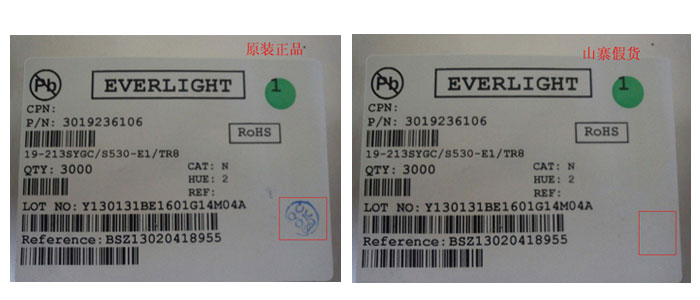 原装正品
Pb
EVERLIGHT
1
CPN:
P/N: 3019236106
RoHS
19-213SYGC/S530-E1/TR8
QTY: 3000
CAT: N
HUE: 2
REF:
LOT NO: Y130131BE1601G14M04A
Reference: BSZ13020418955
山寨假货
Pb
EVERLIGHT
1
CPN:
P/N: 3019236106
RoHS
19-213SYGC/S530-E1/TR8
QTY: 3000
CAT: N
HUE: 2
REF:
LOT NO: Y130131BE1601G14M04A
Reference: BSZ13020418955